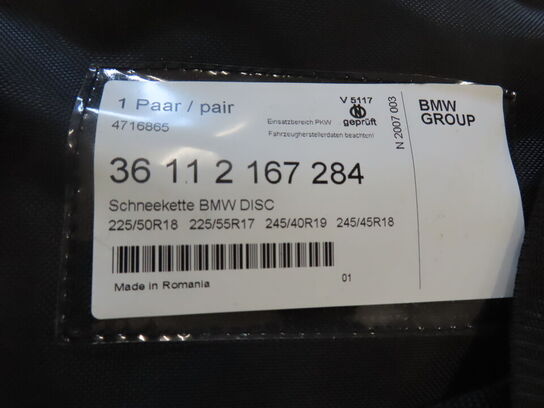 1 Paar / pair
4716865
Einsatzbereich PKW
Fahrzeugherstellerdaten beachten!
V 5117
N
geprüft
N 2007 003
BMW
GROUP
36 11 2 167 284
Schneekette BMW DISC
225/50R18 225/55R17 245/40R19 245/45R18
Made in Romania
01